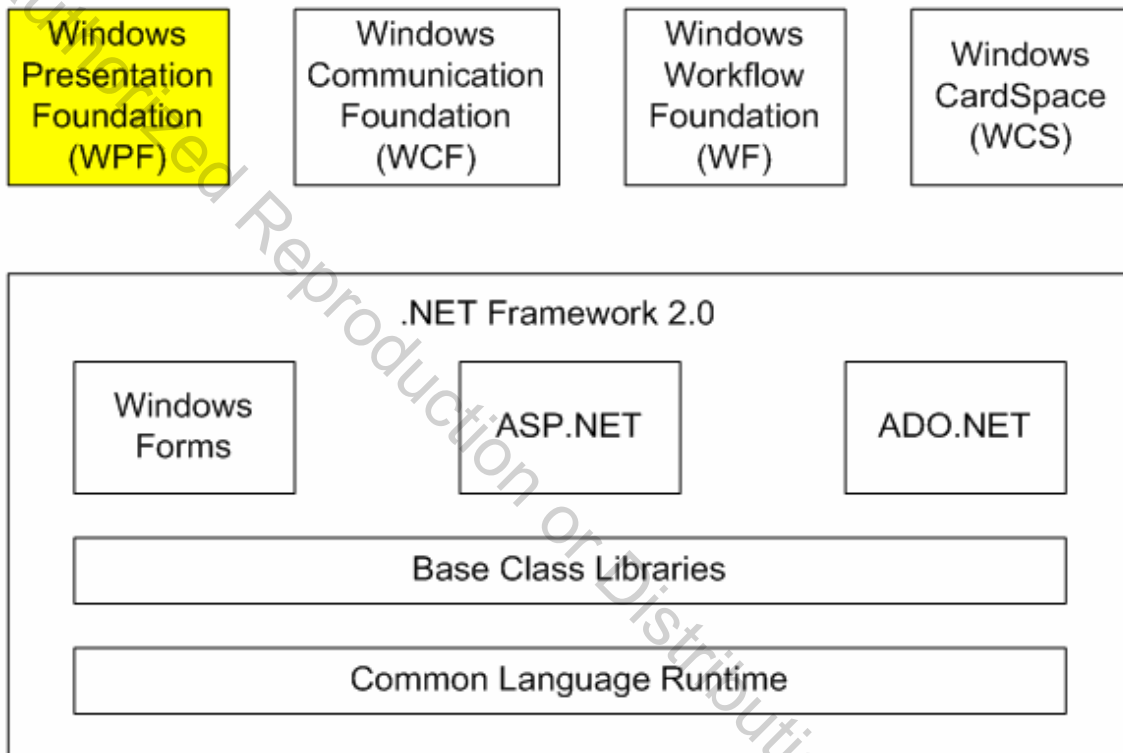 Windows
Presentation
Foundation
(WPF)
Windows
Communication
Foundation
(WCF)
Windows
Workflow
Foundation
(WF)
Windows
CardSpace
(WCS)
.NET Framework 2.0
Windows
Forms
ASP.NET
ADO.NET
Base Class Libraries
Common Language Runtime
Reproduction or